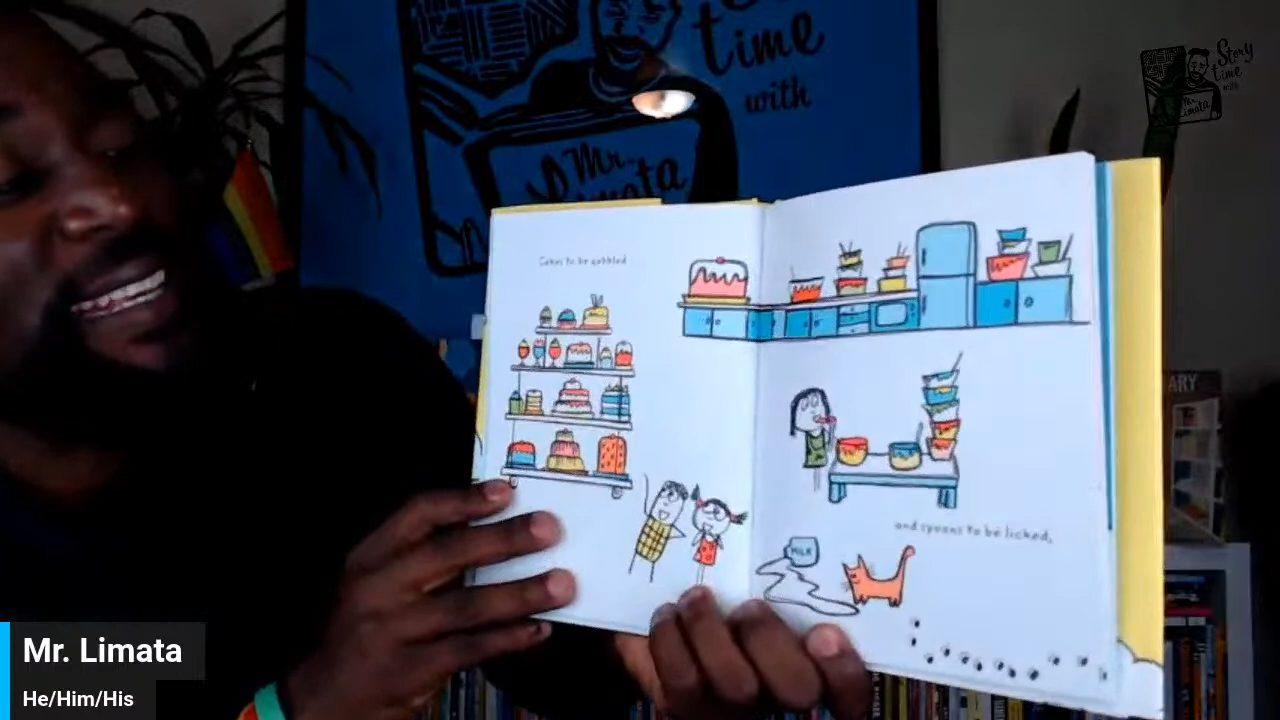 Story
time
with
Mr.
Limata
time
with
Mr.
Limata
Cakes to be gobbled
and spoons to be licked,
MILK
ARY
Mr. Limata
He/Him/His